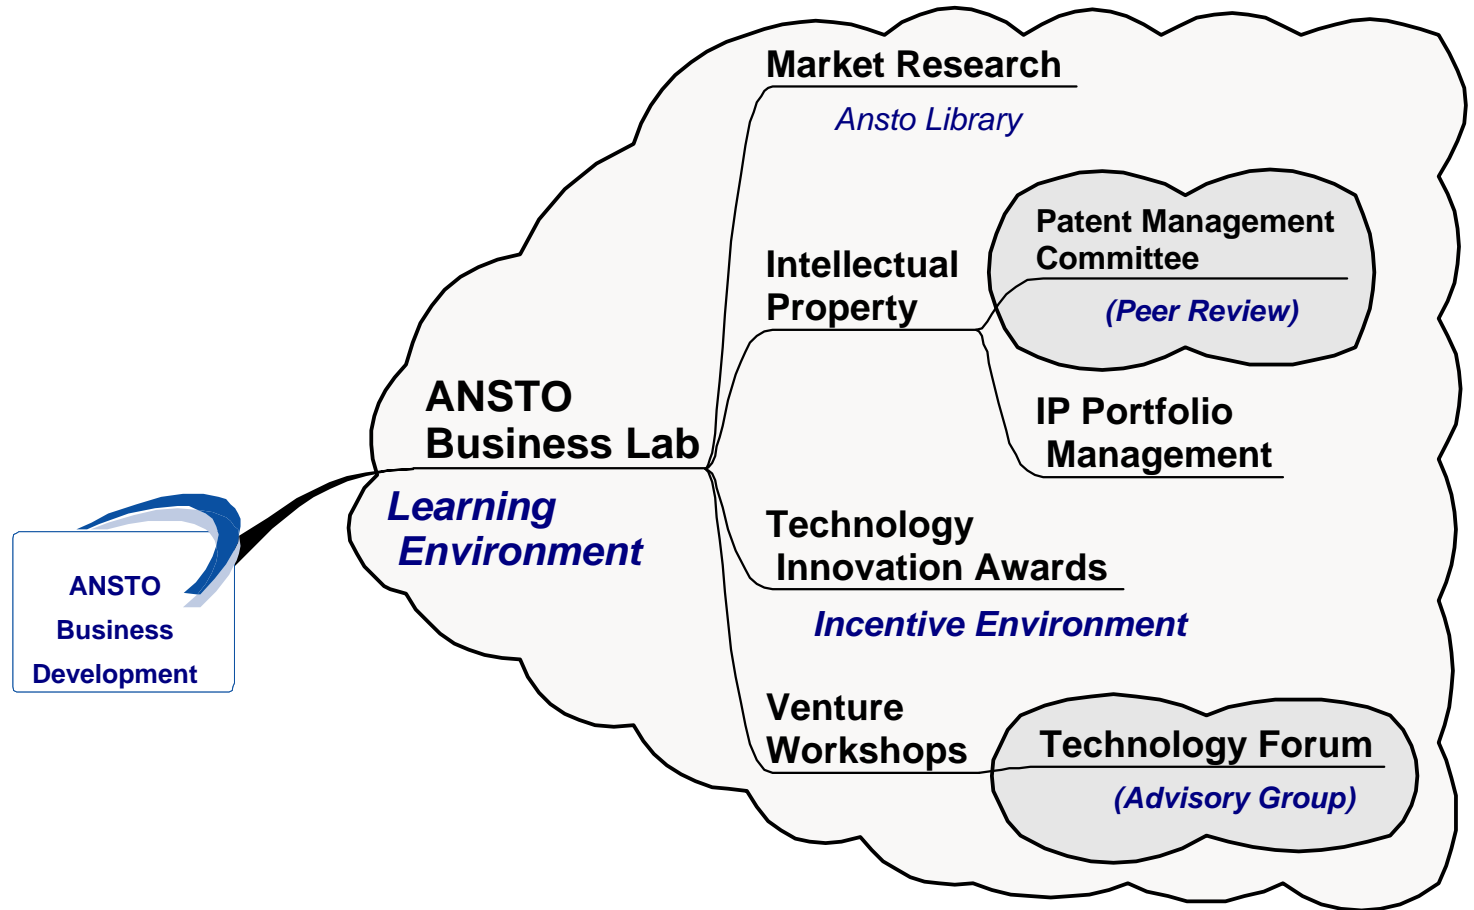 Market Research
Ansto Library
Patent Management
Committee
(Peer Review)
Intellectual
Property
IP Portfolio
Management
ANSTO
Business Lab
Learning
Environment
Technology
Innovation Awards
Incentive Environment
ANSTO
Business
Development
Venture
Workshops
Technology Forum
(Advisory Group)